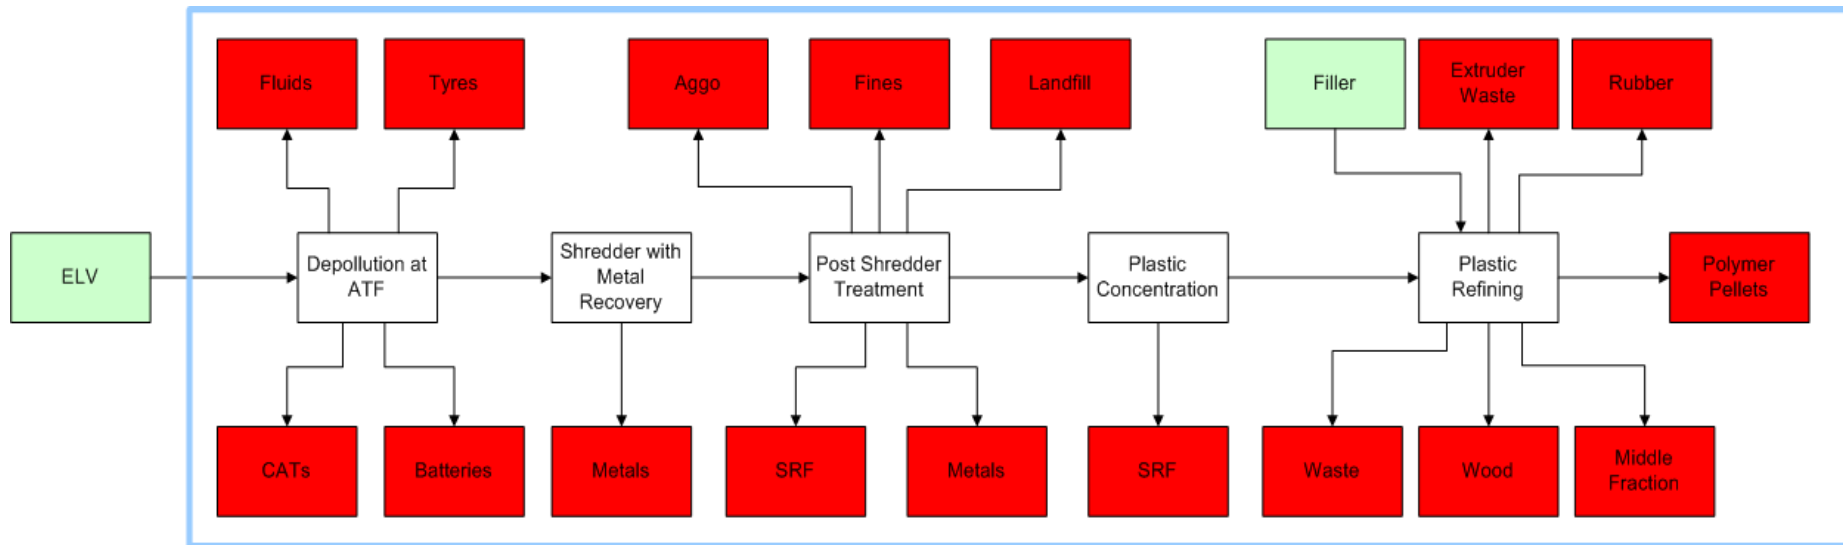 Fluids
Tyres
Aggo
Fines
Landfill
Filler
Extruder
Waste
Rubber
ELV
Depollution at
ATF
Shredder with
Metal
Recovery
Post Shredder
Treatment
Plastic
Concentration
Plastic
Refining
Polymer
Pellets
CATs
Batteries
Metals
SRF
Metals
SRF
Waste
Wood
Middle
Fraction